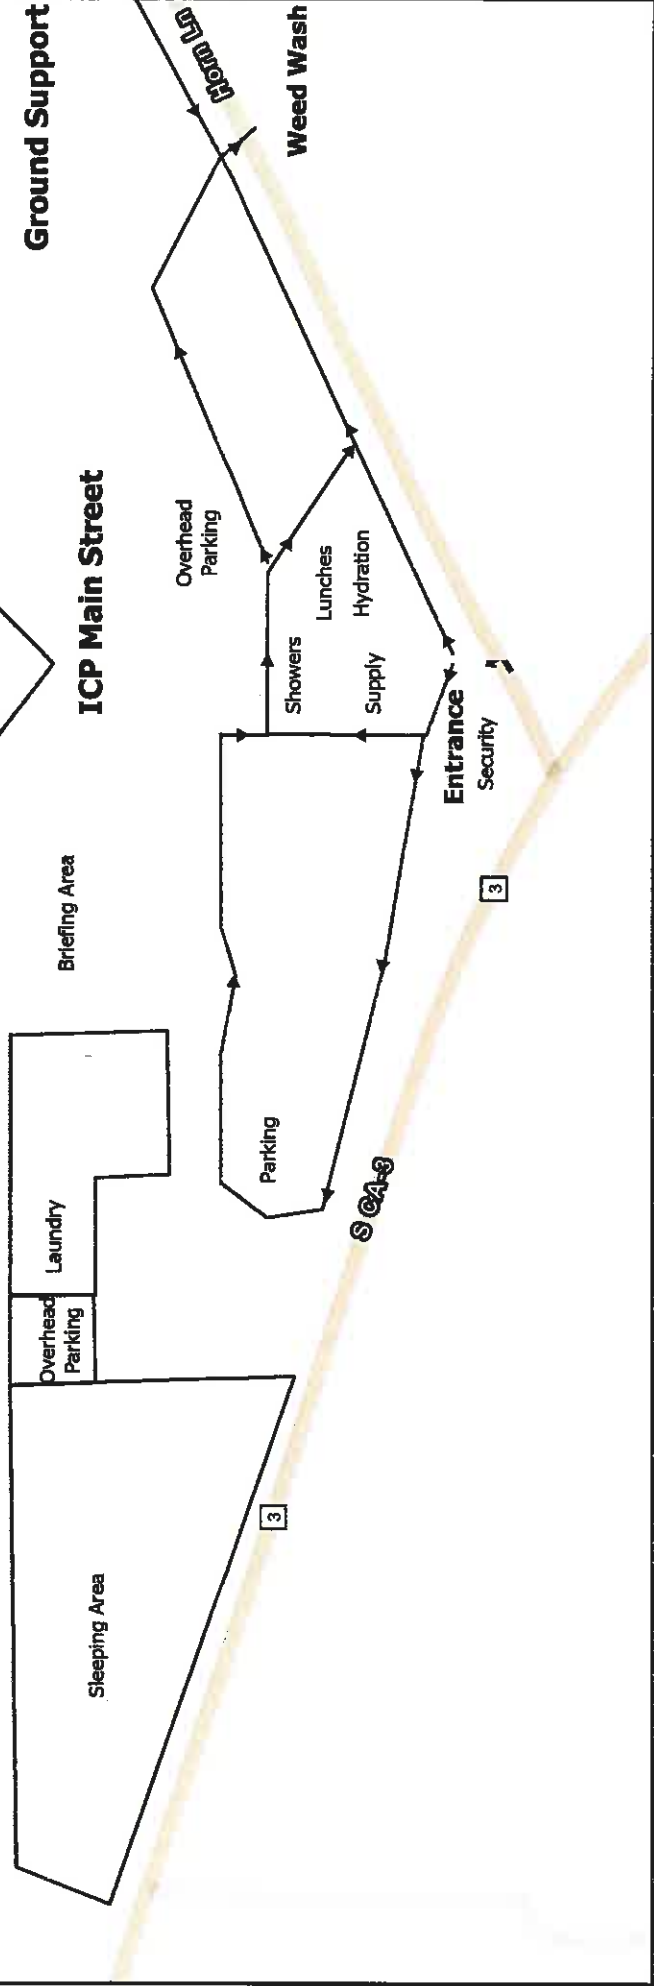 Ground Support
Overhead
Parking
Laundry
Briefing Area
ICP Main Street
Sleeping Area
Overhead
Parking
Horn Ln
Weed Wash
Parking
3
Showers
Lunches
Hydration
S CA-3
Supply
Entrance
Security
3